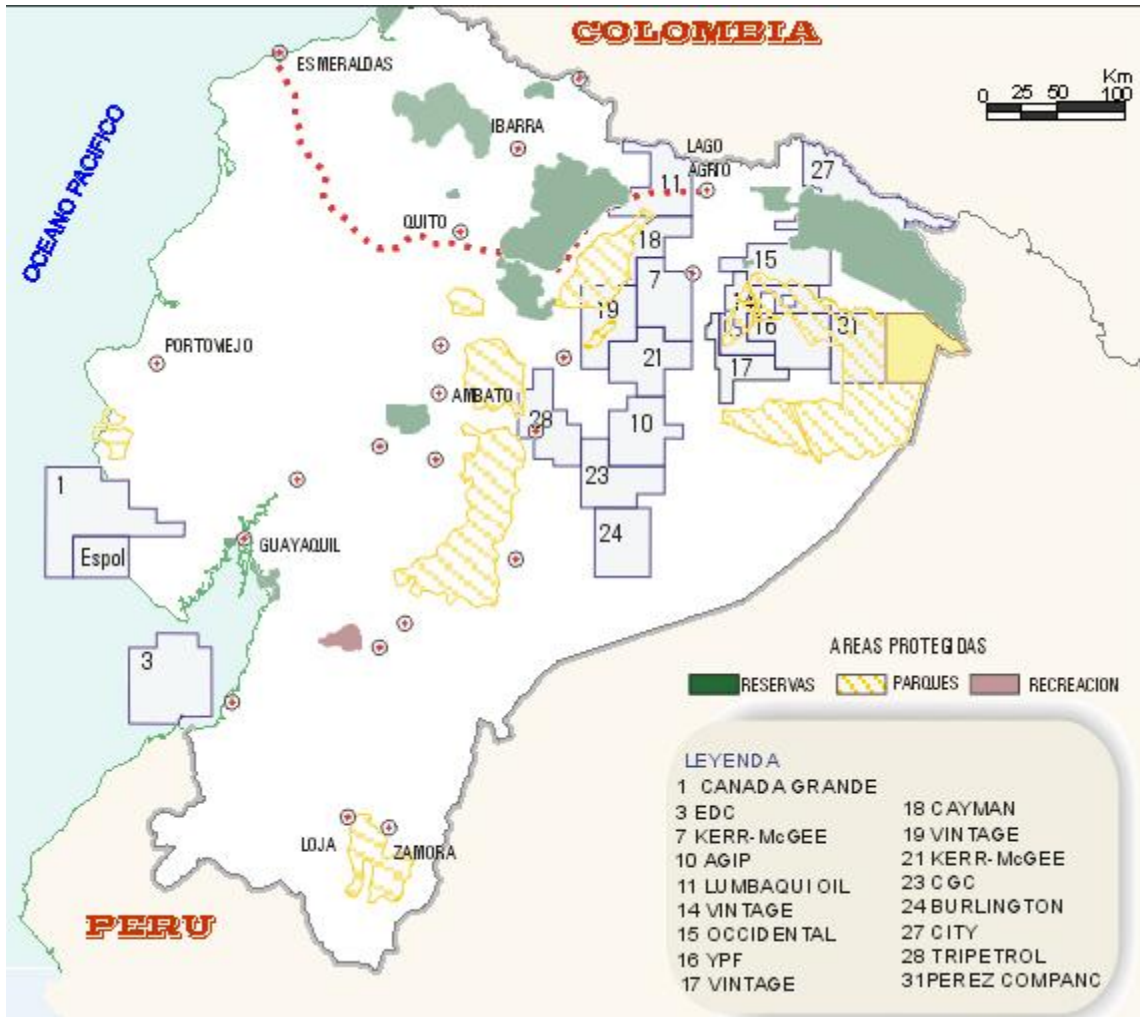 COLOMBIA
Km
0 25 50 100
ESMERALDAS
IBARRA
LAGO
AGRIO
27
11
OCEANO PACIFICO
QUITO
18
15
7
14
19
16
31
15
PORTOVIEJO
21
17
AMBATO
28
10
23
1
24
Espol
GUAYAQUIL
3
AREAS PROTEGIDAS
RESERVAS
PARQUES
RECREACION
LEYENDA
1 CANADA GRANDE
3 EDC
7 KERR-McGEE
10 AGIP
11 LUMBAQUI OIL
14 VINTAGE
15 OCCIDENTAL
16 YPF
17 VINTAGE
18 CAYMAN
19 VINTAGE
21 KERR-McGEE
23 CGC
24 BURLINGTON
27 CITY
28 TRIPETROL
31 PEREZ COMPANC
LOJA
ZAMORA
PERU